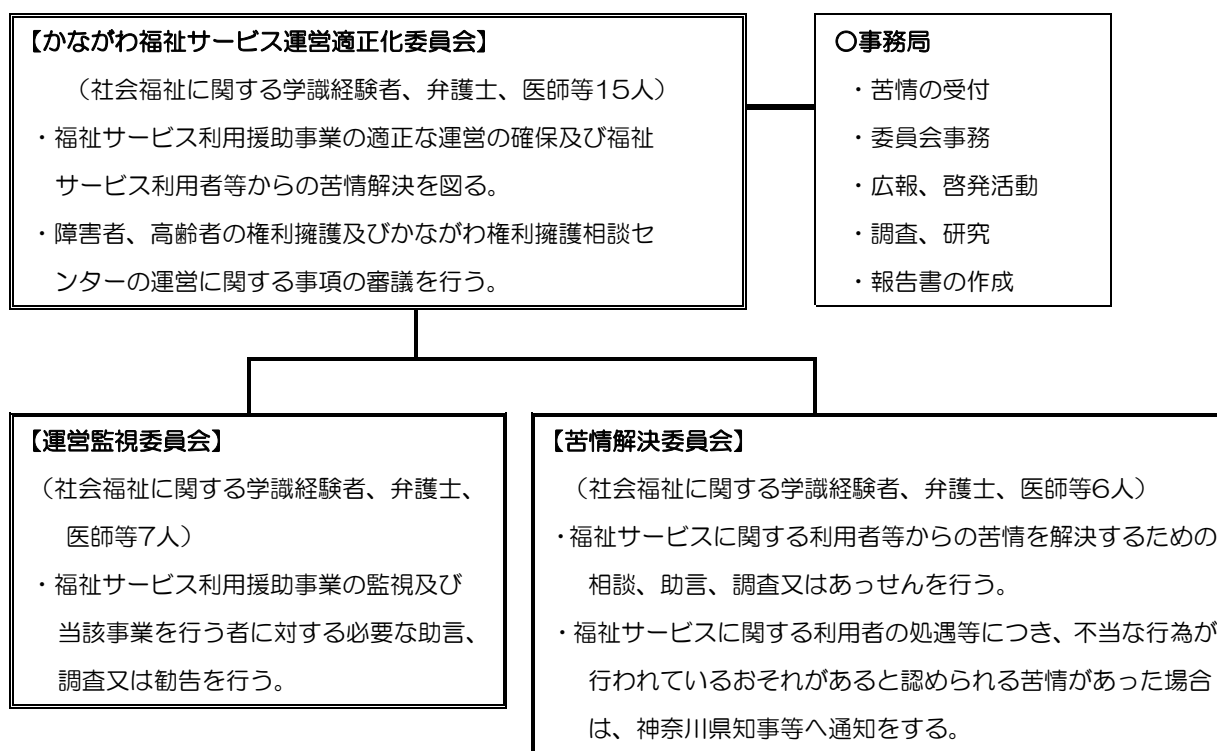 【かながわ福祉サービス運営適正化委員会】
（社会福祉に関する学識経験者、弁護士、医師等15人）
・福祉サービス利用援助事業の適正な運営の確保及び福祉
サービス利用者等からの苦情解決を図る。
・障害者、高齢者の権利擁護及びかながわ権利擁護相談セ
ンターの運営に関する事項の審議を行う。
○事務局
・苦情の受付
・委員会事務
・広報、啓発活動
・調査、研究
・報告書の作成
【運営監視委員会】
（社会福祉に関する学識経験者、弁護士、
医師等7人）
・福祉サービス利用援助事業の監視及び
当該事業を行う者に対する必要な助言、
調査又は勧告を行う。
【苦情解決委員会】
（社会福祉に関する学識経験者、弁護士、医師等6人）
・福祉サービスに関する利用者等からの苦情を解決するための
相談、助言、調査又はあっせんを行う。
・福祉サービスに関する利用者の処遇等につき、不当な行為が
行われているおそれがあると認められる苦情があった場合
は、神奈川県知事等へ通知をする。